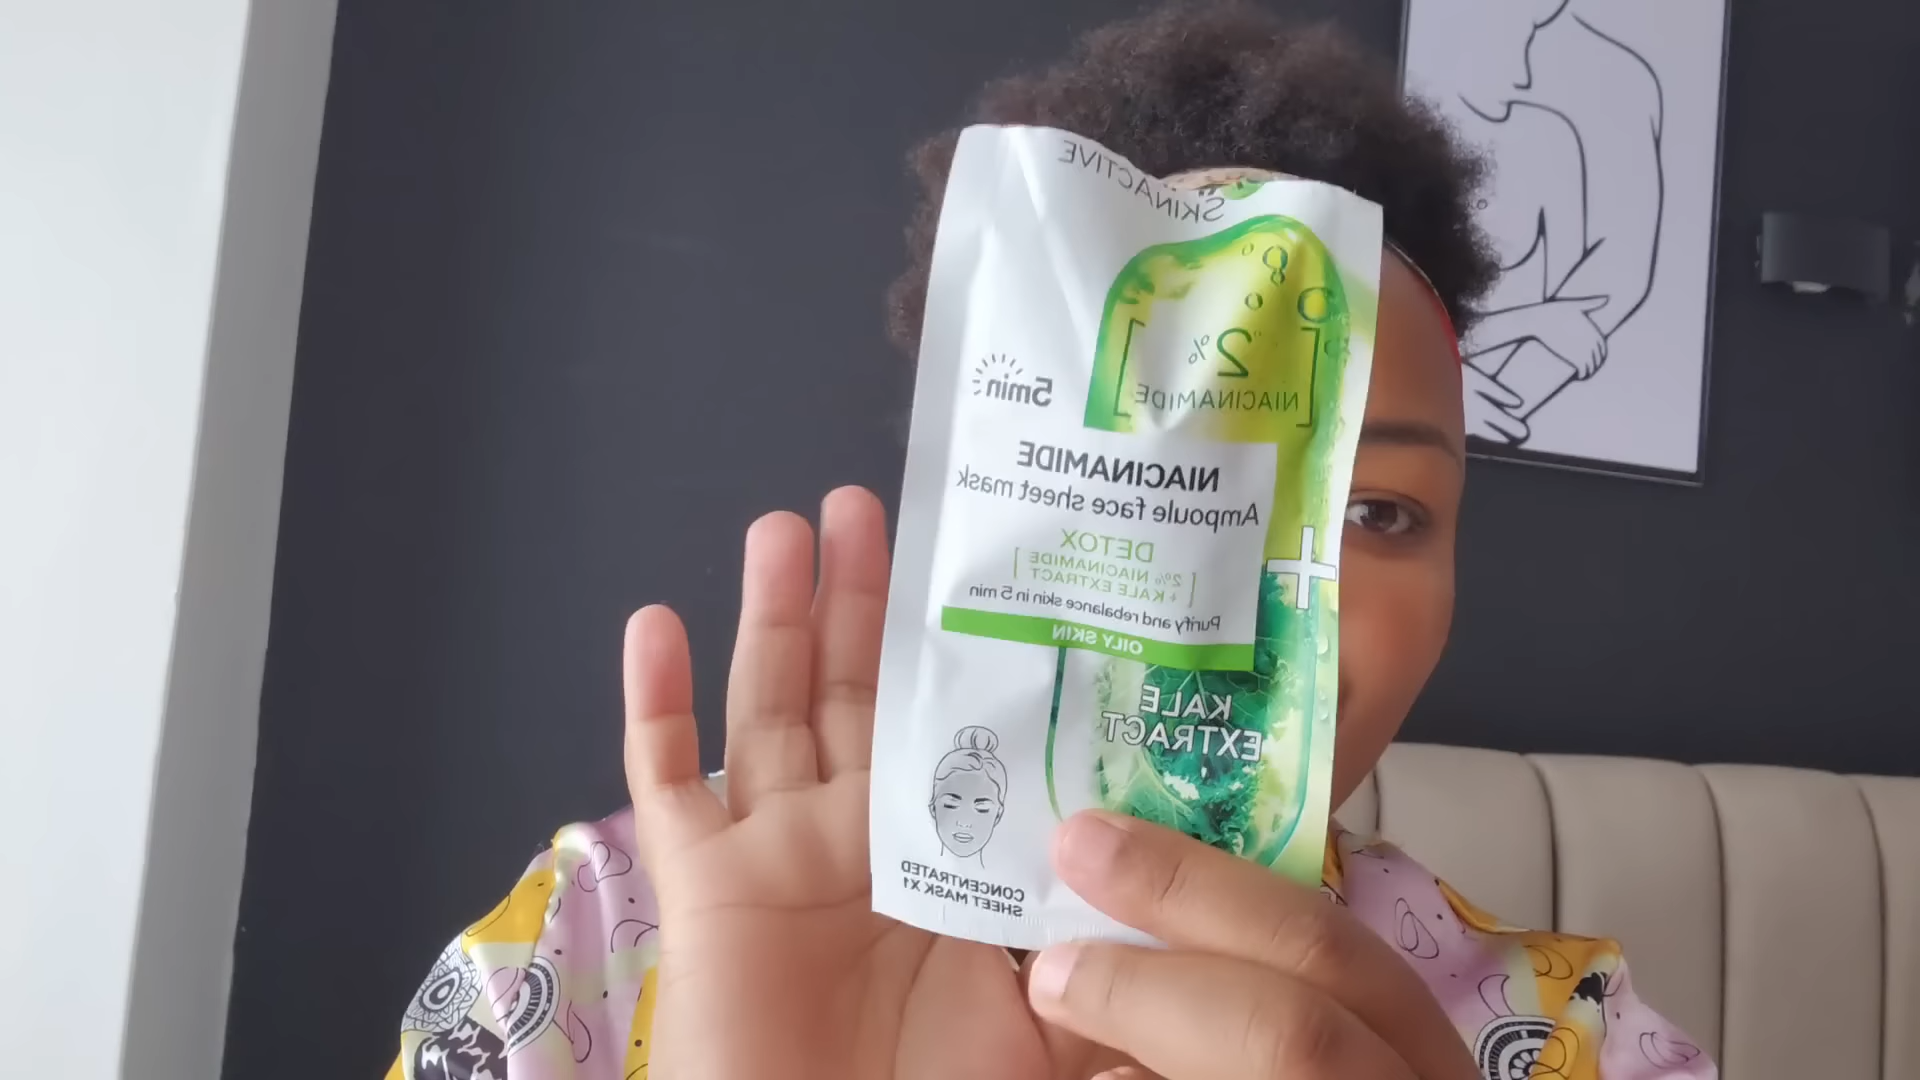 SKINACTIVE
[ 2% NIACINAMIDE ]
5min
NIACINAMIDE
Ampoule face sheet mask
DETOX
[ 2% NIACINAMIDE
+ KALE EXTRACT ]
Purify and rebalance skin in 5 min
OILY SKIN
+
KALE
EXTRACT
CONCENTRATED
SHEET MASK X1